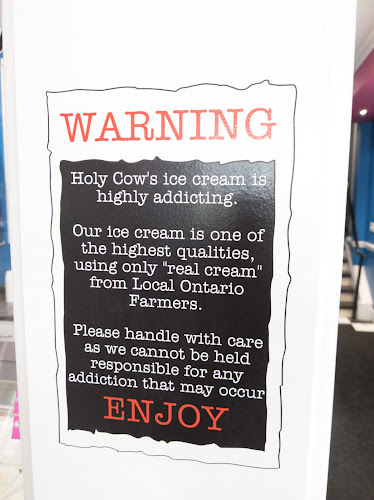 WARNING
Holy Cow's ice cream is
highly addicting.
Our ice cream is one of
the highest qualities,
using only "real cream"
from Local Ontario
Farmers.
Please handle with care
as we cannot be held
responsible for any
addiction that may occur
ENJOY